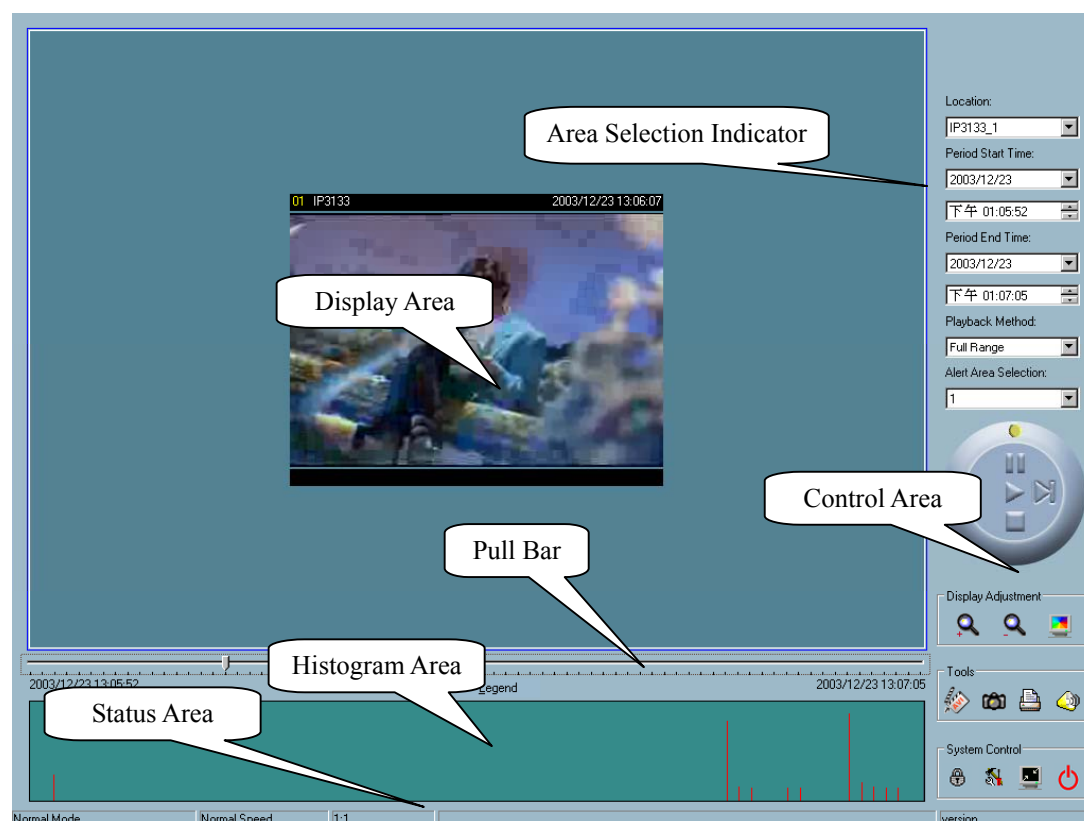 Location:
IP3133_1
Area Selection Indicator
Period Start Time:
2003/12/23
01 IP3133 2003/12/23 13:06:07
下午 01:05:52
Period End Time:
2003/12/23
Display Area
下午 01:07:05
Playback Method:
Full Range
Alert Area Selection:
1
Control Area
Pull Bar
Display Adjustment
Histogram Area
Tools
2003/12/23 13:05:52 Legend 2003/12/23 13:07:05
AVI
Status Area
System Control
Normal Mode Normal Speed 1:1 version